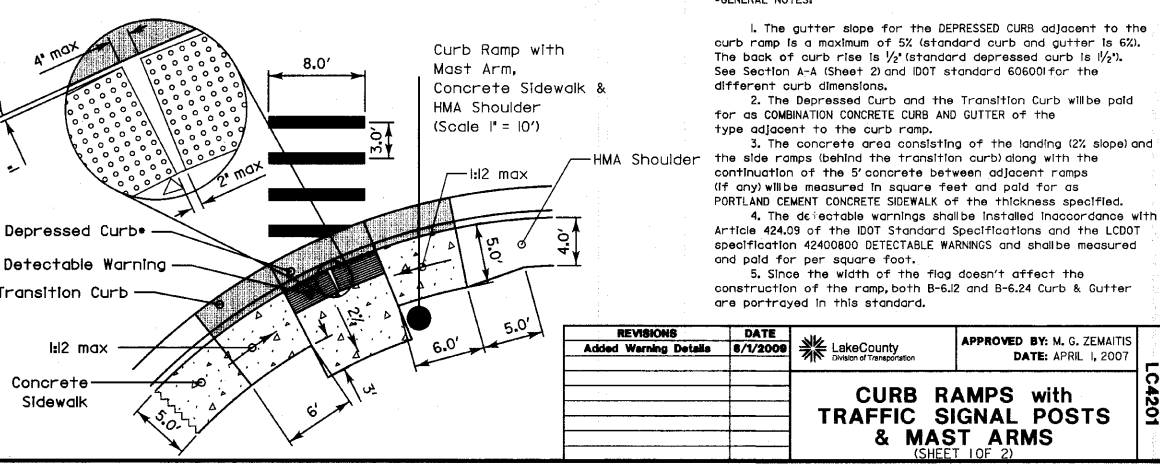 -GENERAL NOTES:
1. The gutter slope for the DEPRESSED CURB adjacent to the
curb ramp is a maximum of 5% (standard curb and gutter is 6%).
The back of curb rise is 1/2" (standard depressed curb is 1 1/2").
See Section A-A (Sheet 2) and IDOT standard 606001 for the
different curb dimensions.
2. The Depressed Curb and the Transition Curb will be paid
for as COMBINATION CONCRETE CURB AND GUTTER of the
type adjacent to the curb ramp.
3. The concrete area consisting of the landing (2% slope) and
the side ramps (behind the transition curb) along with the
continuation of the 5' concrete between adjacent ramps
(if any) will be measured in square feet and paid for as
PORTLAND CEMENT CONCRETE SIDEWALK of the thickness specified.
4. The detectable warnings shall be installed inaccordance with
Article 424.09 of the IDOT Standard Specifications and the LCDOT
specification 42400800 DETECTABLE WARNINGS and shall be measured
and paid for per square foot.
5. Since the width of the flag doesn't affect the
construction of the ramp, both B-6.12 and B-6.24 Curb & Gutter
are portrayed in this standard.
4" max
2" max
8.0'
3.0'
Curb Ramp with
Mast Arm,
Concrete Sidewalk &
HMA Shoulder
(Scale 1" = 10')
HMA Shoulder
1:12 max
Depressed Curb*
Detectable Warning
Transition Curb
1:12 max
Concrete
Sidewalk
5.0'
6'
3'
2%
6.0'
5.0'
5.0'
4.0'
REVISIONS DATE
Added Warning Details 6/1/2009
LakeCounty
Division of Transportation
APPROVED BY: M. G. ZEMAITIS
DATE: APRIL 1, 2007
CURB RAMPS with
TRAFFIC SIGNAL POSTS
& MAST ARMS
(SHEET 1 OF 2)
LC4201